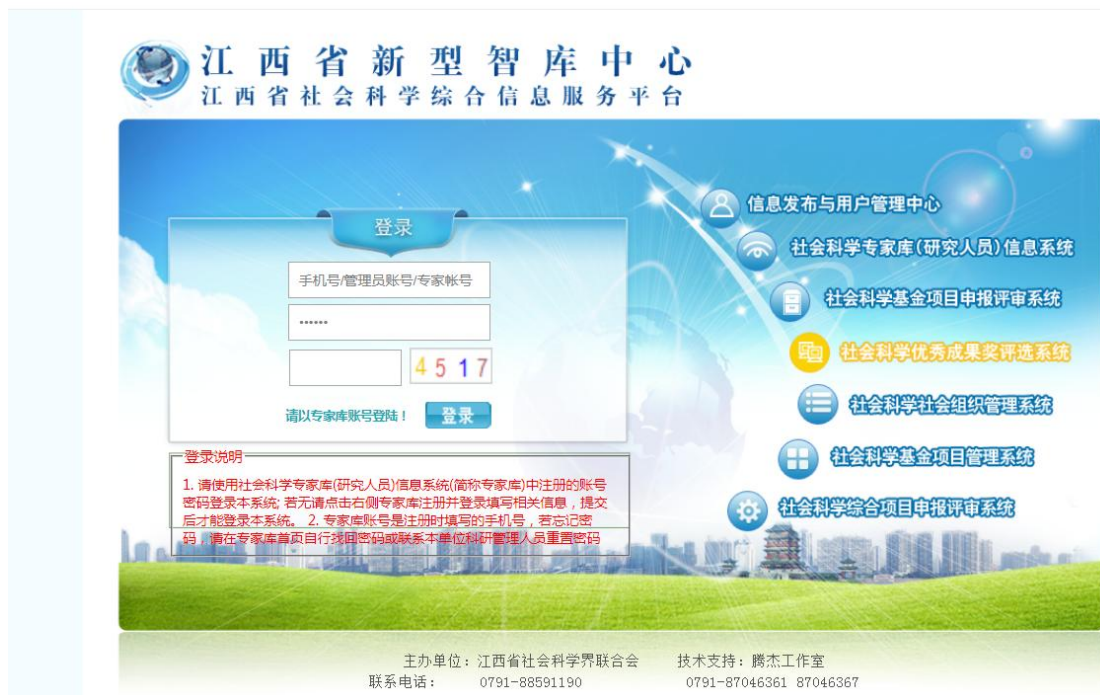 江西省新型智库中心
江西省社会科学综合信息服务平台
登录
手机号/管理员账号/专家帐号
••••••
4517
请以专家库账号登陆！ 登录
登录说明
1. 请使用社会科学专家库(研究人员)信息系统(简称专家库)中注册的账号
密码登录本系统; 若无请点击右侧专家库注册并登录填写相关信息，提交
后才能登录本系统。 2. 专家库账号是注册时填写的手机号，若忘记密
码，请在专家库首页自行找回密码或联系本单位科研管理人员重置密码
信息发布与用户管理中心
社会科学专家库(研究人员)信息系统
社会科学基金项目申报评审系统
社会科学优秀成果奖评选系统
社会科学社会组织管理系统
社会科学基金项目管理系统
社会科学综合项目申报评审系统
主办单位：江西省社会科学界联合会 技术支持：腾杰工作室
联系电话： 0791-88591190 0791-87046361 87046367